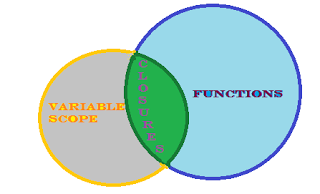 VARIABLE
SCOPE
CLOSURES
FUNCTIONS